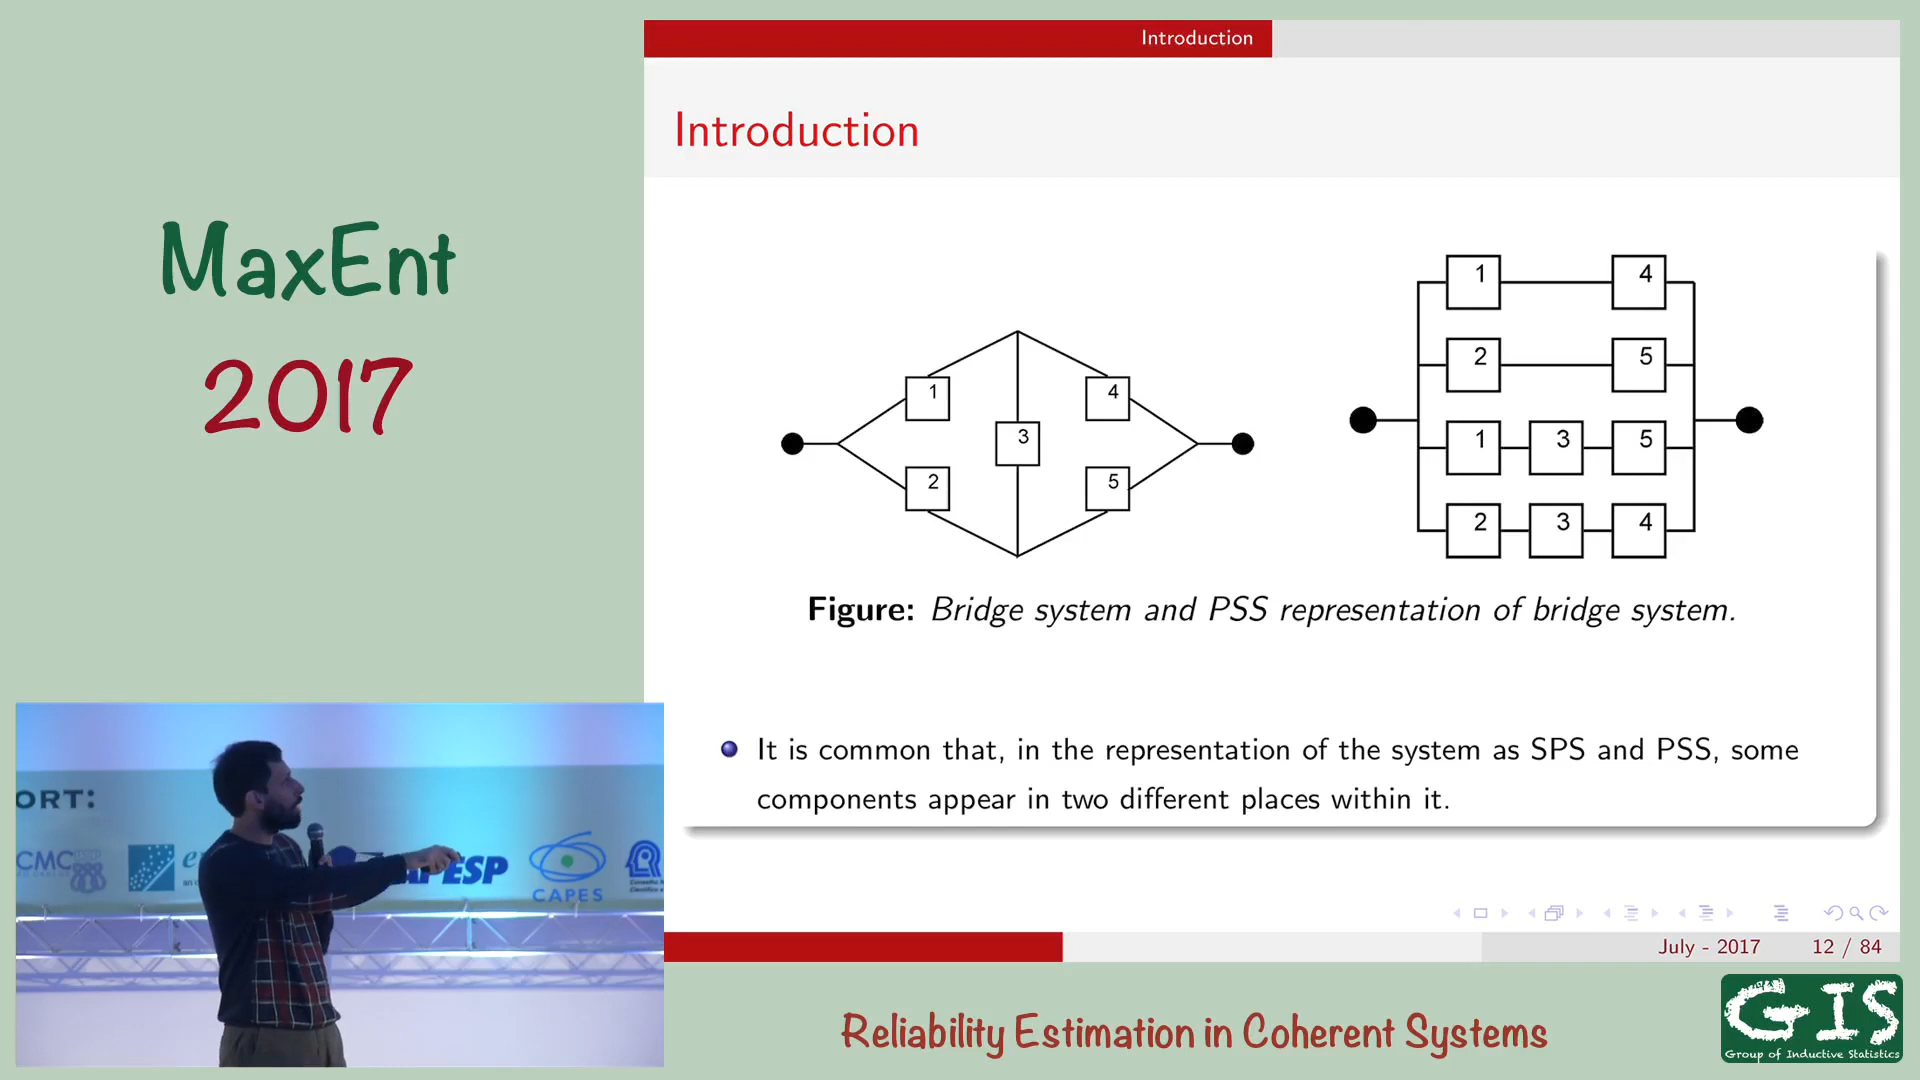 MaxEnt
2017
Introduction
Introduction
1
2
3
4
5
1 4
2 5
1 3 5
2 3 4
Figure: Bridge system and PSS representation of bridge system.
It is common that, in the representation of the system as SPS and PSS, some
components appear in two different places within it.
July - 2017 12 / 84
ORT:
CMC
APESP
CAPES
Reliability Estimation in Coherent Systems
GIS
Group of Inductive Statistics